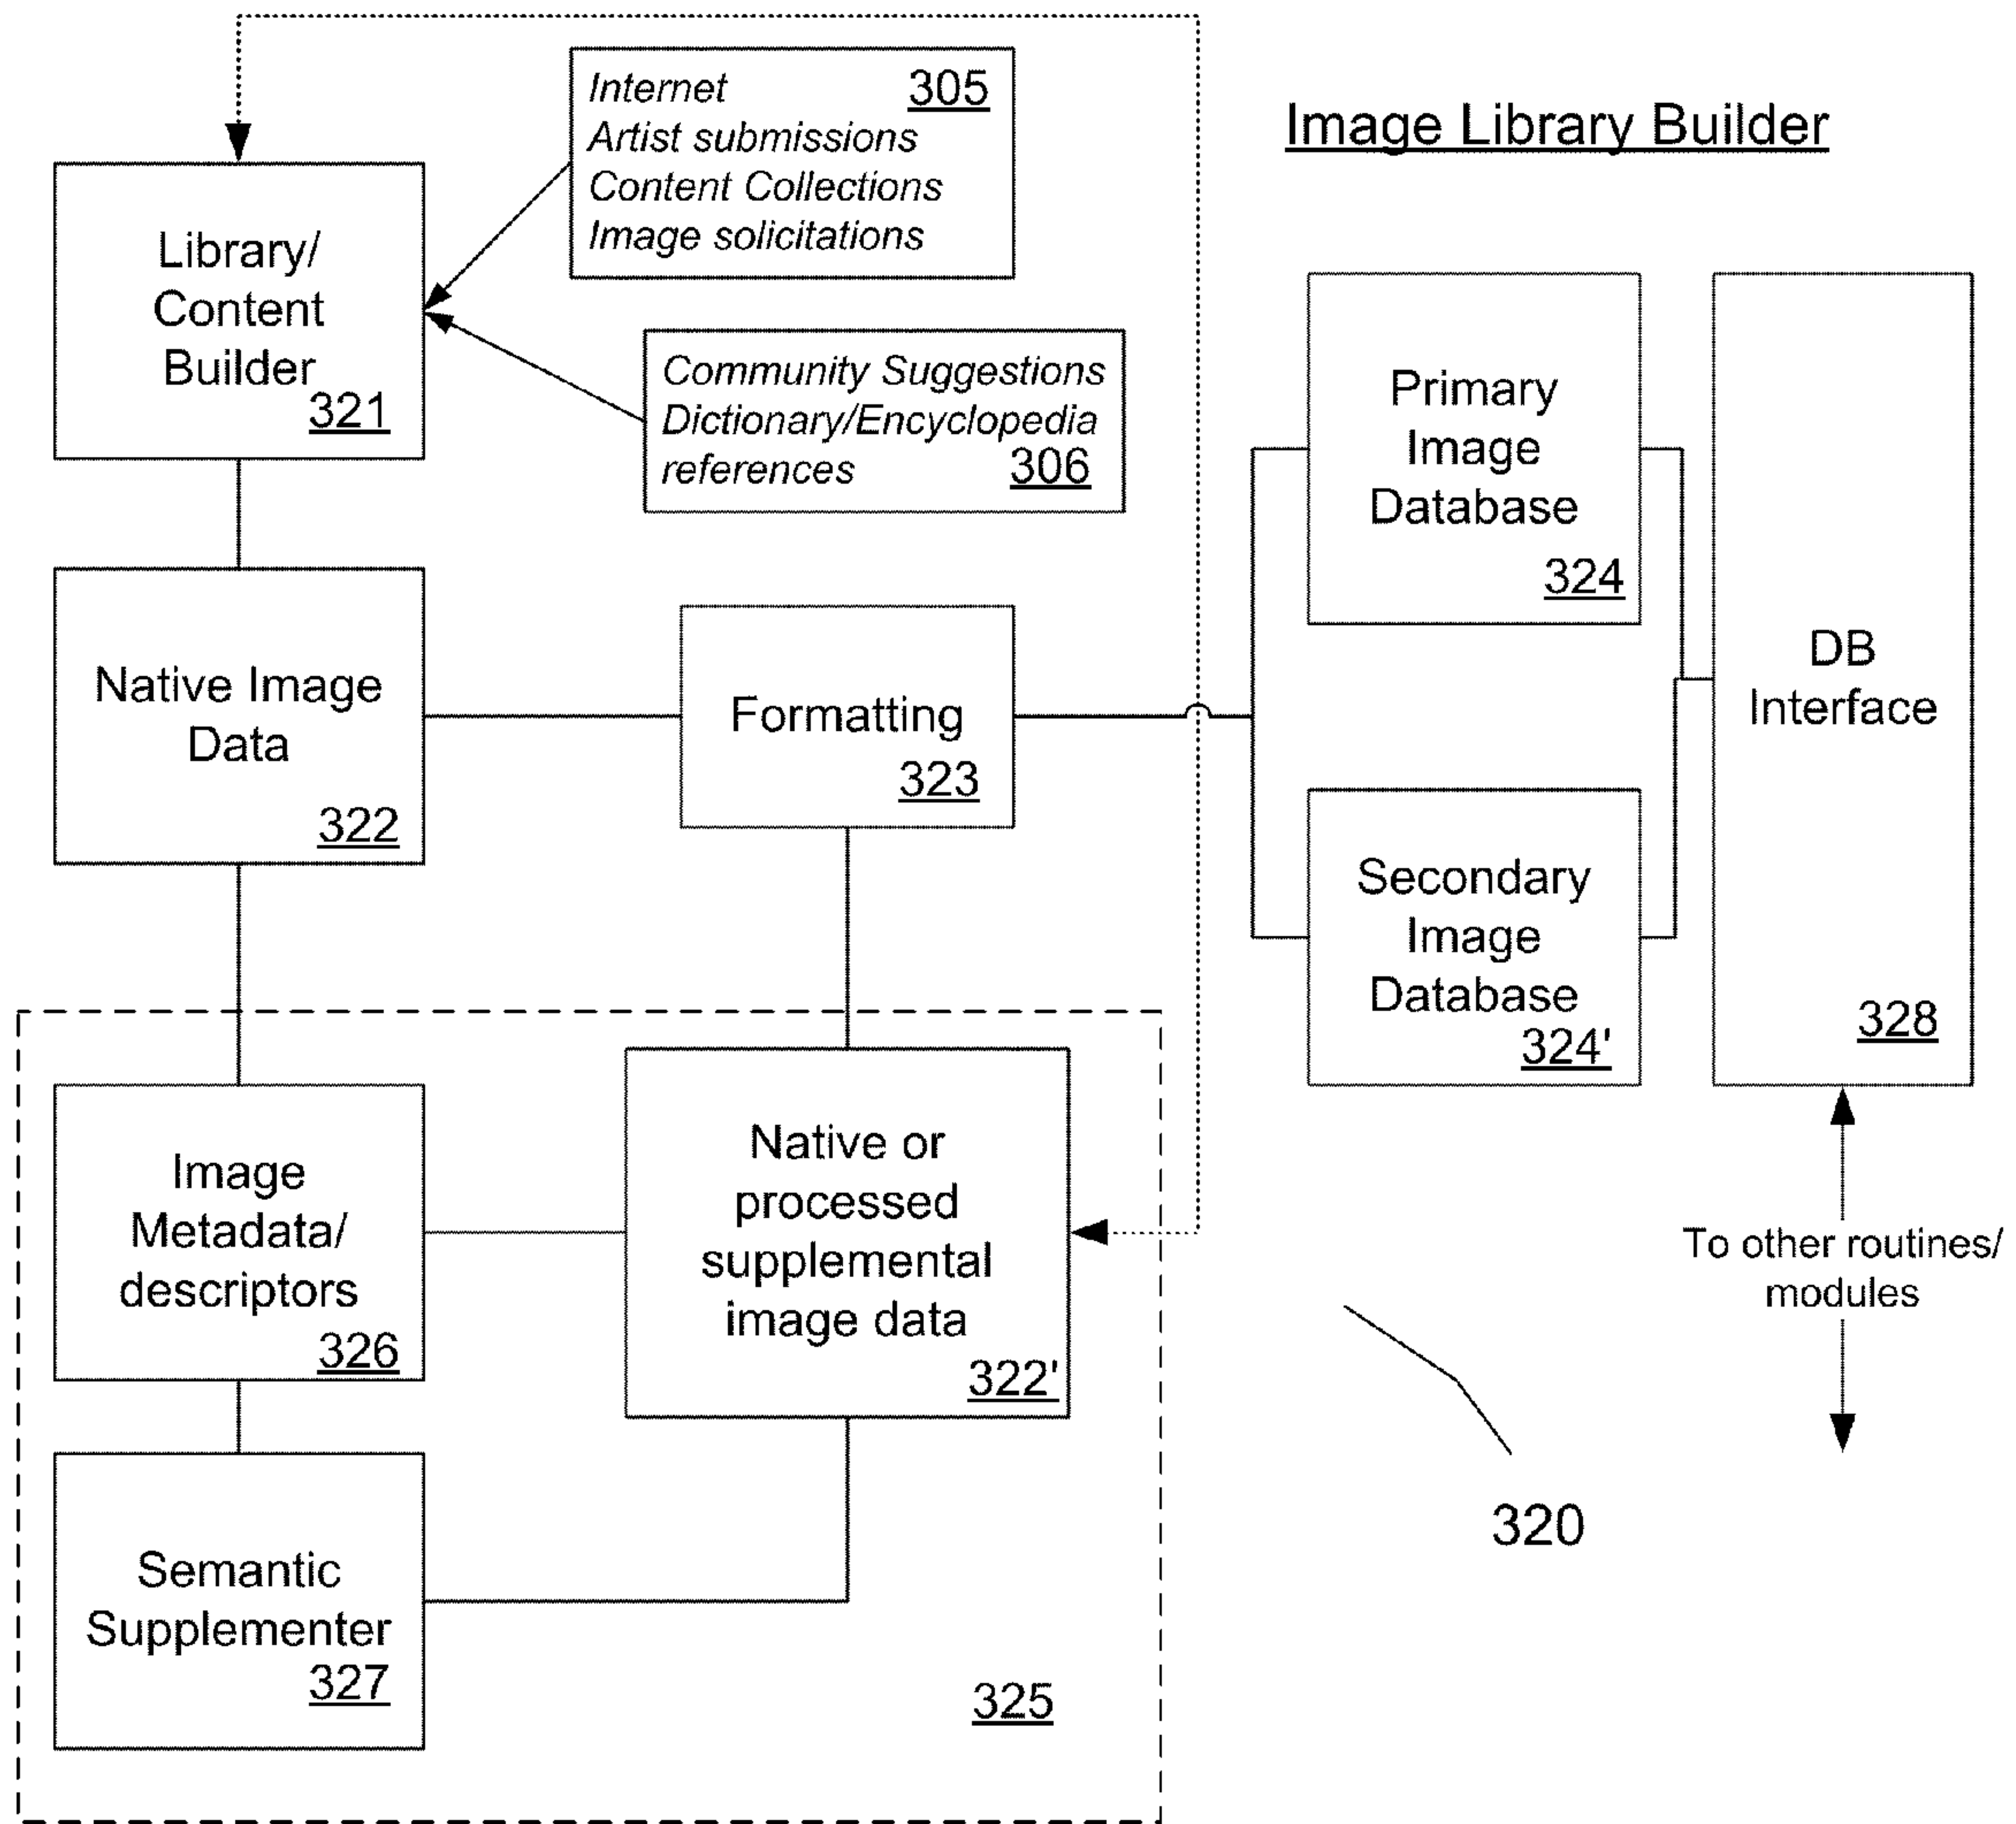 Internet 305
Artist submissions
Content Collections
Image solicitations
Image Library Builder
Library/
Content
Builder
321
Community Suggestions
Dictionary/Encyclopedia
references 306
Primary
Image
Database
324
DB
Interface
328
Native Image
Data
322
Formatting
323
Secondary
Image
Database
324'
Image
Metadata/
descriptors
326
Native or
processed
supplemental
image data
322'
To other routines/
modules
Semantic
Supplementer
327
325
320